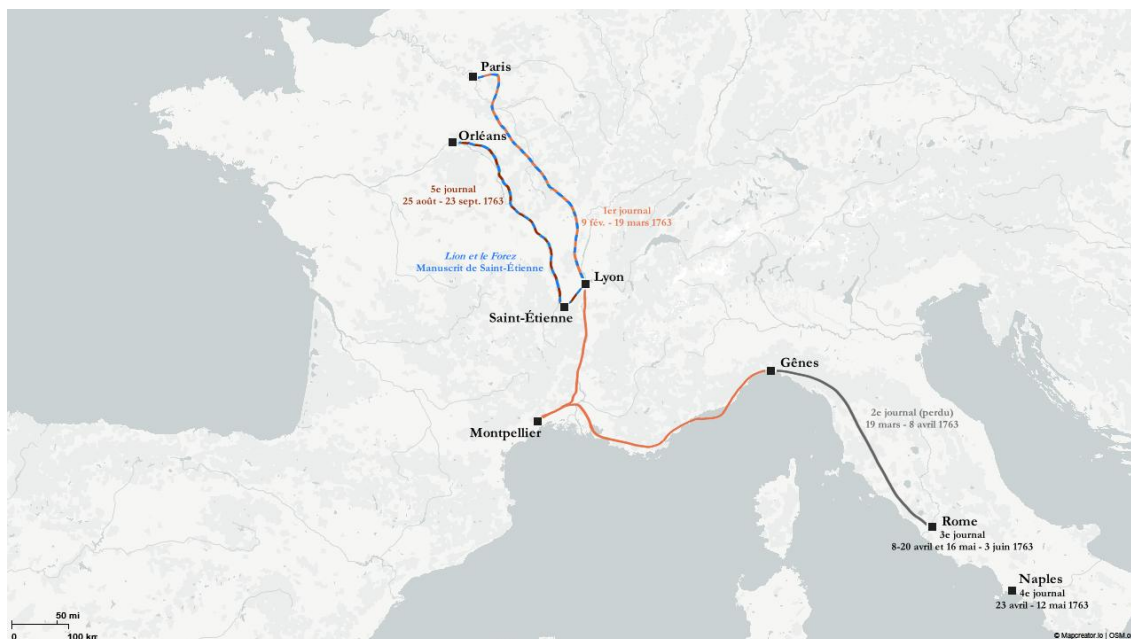 Paris
Orléans
5e journal
25 août - 23 sept. 1763
1er journal
9 fév. - 19 mars 1763
Lion et le Forez
Manuscrit de Saint-Étienne
Lyon
Saint-Étienne
Gênes
2e journal (perdu)
19 mars - 8 avril 1763
Montpellier
Rome
3e journal
8-20 avril et 16 mai - 3 juin 1763
Naples
4e journal
23 avril - 12 mai 1763
50 mi
0
100 km
© Mapcreator.io | OSM.o